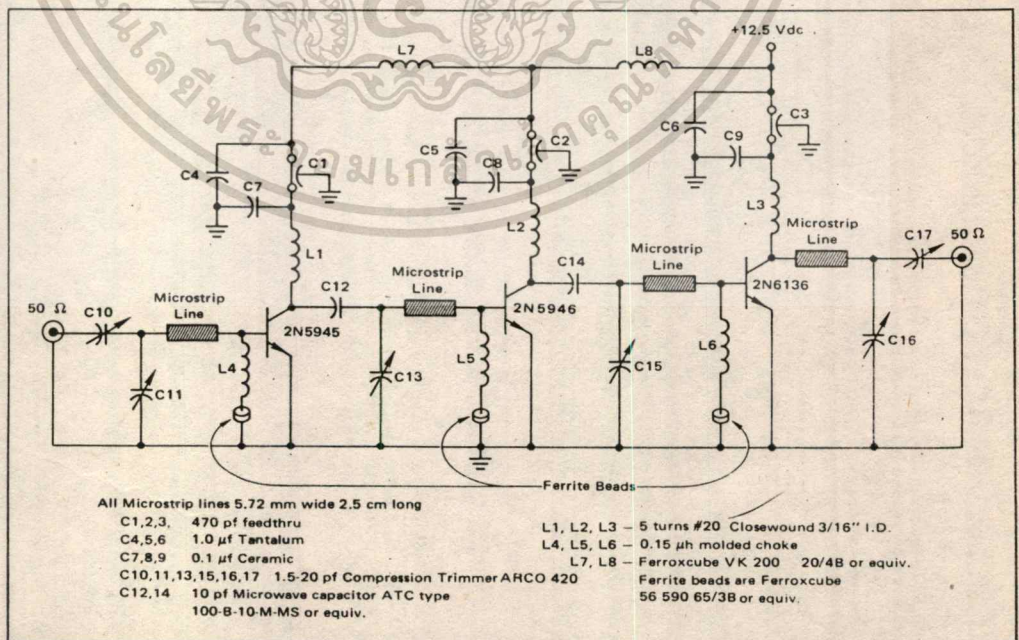 +12.5 Vdc
L7
L8
C4
C7
C1
C5
C8
C2
C6
C9
C3
L1
L2
L3
50 Ω
C10
Microstrip
Line
C11
L4
2N5945
C12
Microstrip
Line
C13
L5
2N5946
C14
Microstrip
Line
C15
L6
2N6136
Microstrip
Line
C17
50 Ω
C16
Ferrite Beads
All Microstrip lines 5.72 mm wide 2.5 cm long
C1,2,3, 470 pf feedthru
C4,5,6 1.0 μf Tantalum
C7,8,9 0.1 μf Ceramic
C10,11,13,15,16,17 1.5-20 pf Compression Trimmer ARCO 420
C12,14 10 pf Microwave capacitor ATC type
100-B-10-M-MS or equiv.
L1, L2, L3 – 5 turns #20 Closewound 3/16" I.D.
L4, L5, L6 – 0.15 μh molded choke
L7, L8 – Ferroxcube VK 200 20/4B or equiv.
Ferrite beads are Ferroxcube
56 590 65/3B or equiv.